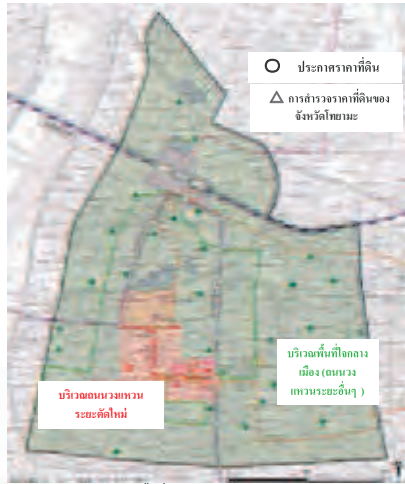 ประกาศราคาที่ดิน
การสำรวจราคาที่ดินของ
จังหวัดโทยามะ
บริเวณพื้นที่ใจกลาง
เมือง (ถนนวง
แหวนระยะอื่นๆ )
บริเวณถนนวงแหวน
ระยะตัดใหม่